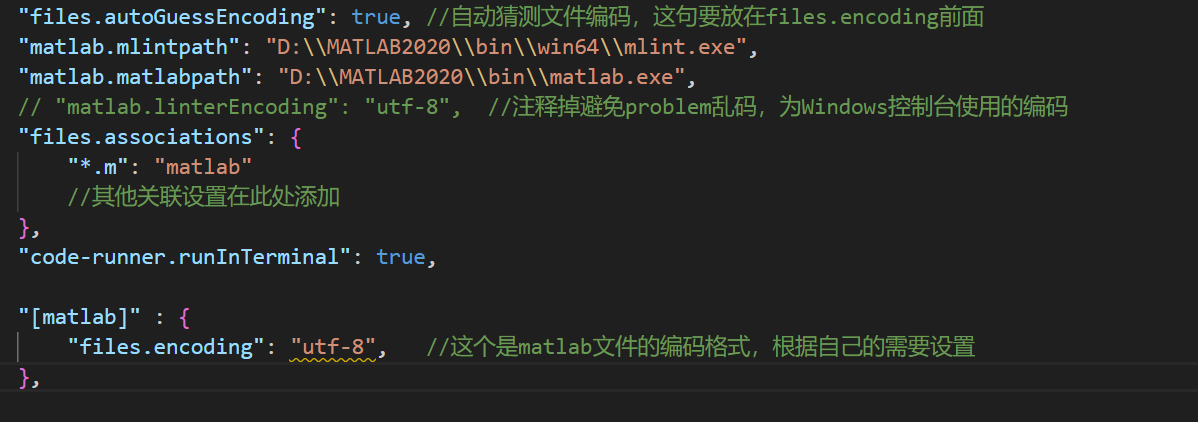 "files.autoGuessEncoding": true, //自动猜测文件编码，这句要放在files.encoding前面
"matlab.mlintpath": "D:\\MATLAB2020\\bin\\win64\\mlint.exe",
"matlab.matlabpath": "D:\\MATLAB2020\\bin\\matlab.exe",
// "matlab.linterEncoding": "utf-8",  //注释掉避免problem乱码，为Windows控制台使用的编码
"files.associations": {
    "*.m": "matlab"
    //其他关联设置在此处添加
},
"code-runner.runInTerminal": true,
"[matlab]" : {
    "files.encoding": "utf-8",   //这个是matlab文件的编码格式，根据自己的需要设置
},